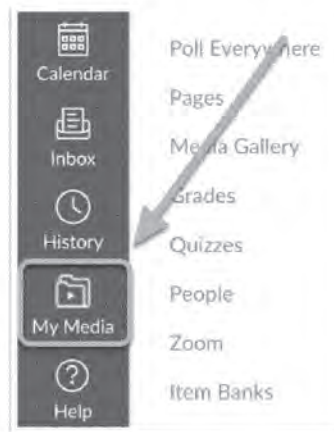 Calendar
Inbox
History
My Media
Help
Poll Everywhere
Pages
Media Gallery
Grades
Quizzes
People
Zoom
Item Banks